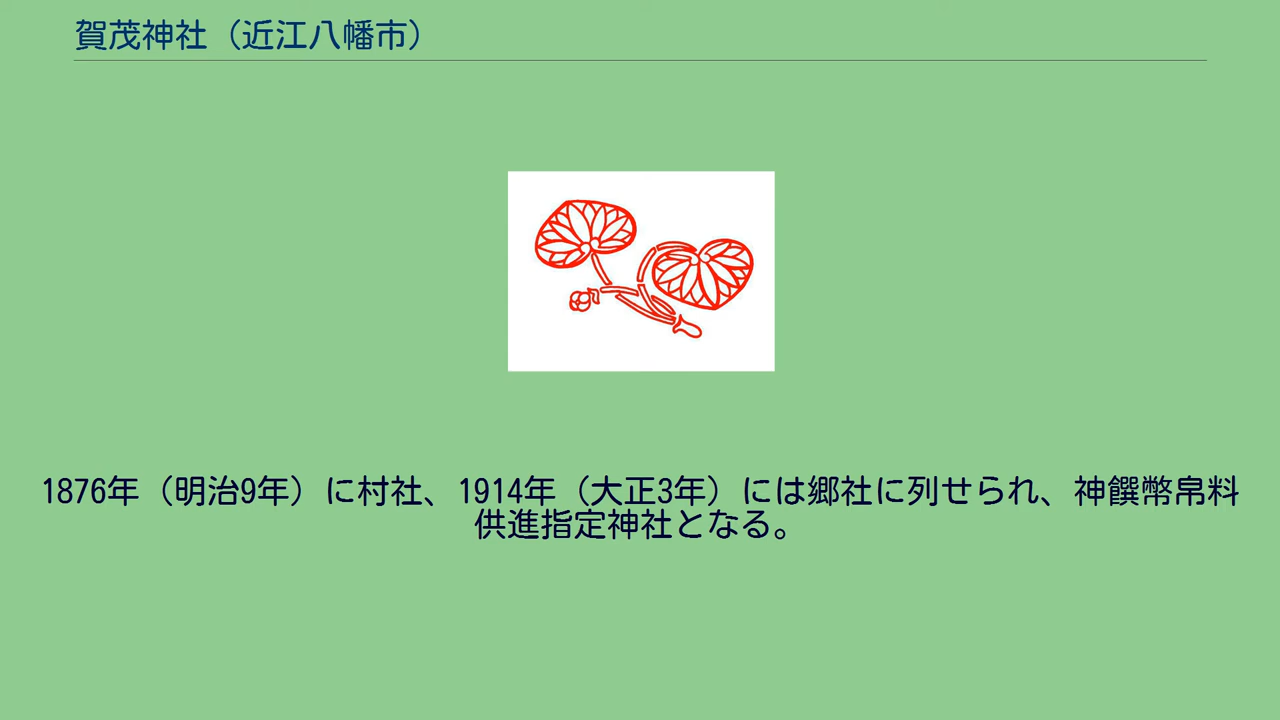 賀茂神社（近江八幡市）
1876年（明治9年）に村社、1914年（大正3年）には郷社に列せられ、神饌幣帛料
供進指定神社となる。